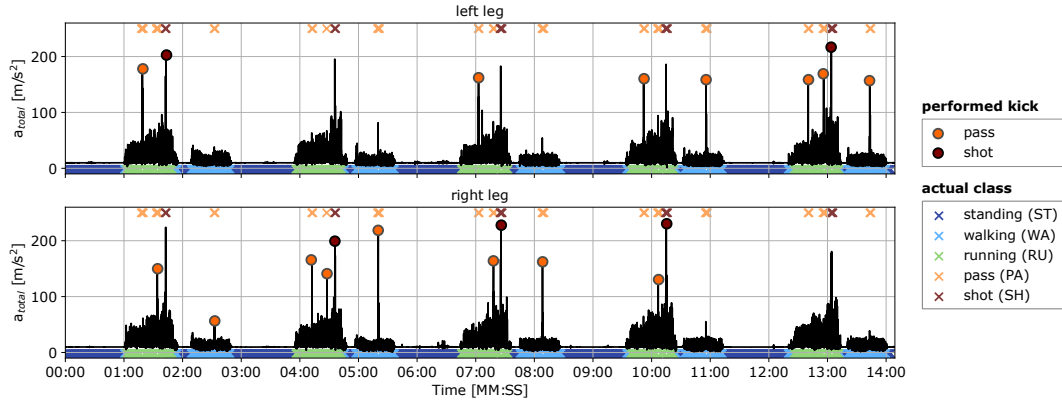 left leg
200
100
0
a_total [m/s²]
right leg
200
100
0
a_total [m/s²]
00:00 01:00 02:00 03:00 04:00 05:00 06:00 07:00 08:00 09:00 10:00 11:00 12:00 13:00 14:00
Time [MM:SS]
performed kick
pass
shot
actual class
standing (ST)
walking (WA)
running (RU)
pass (PA)
shot (SH)